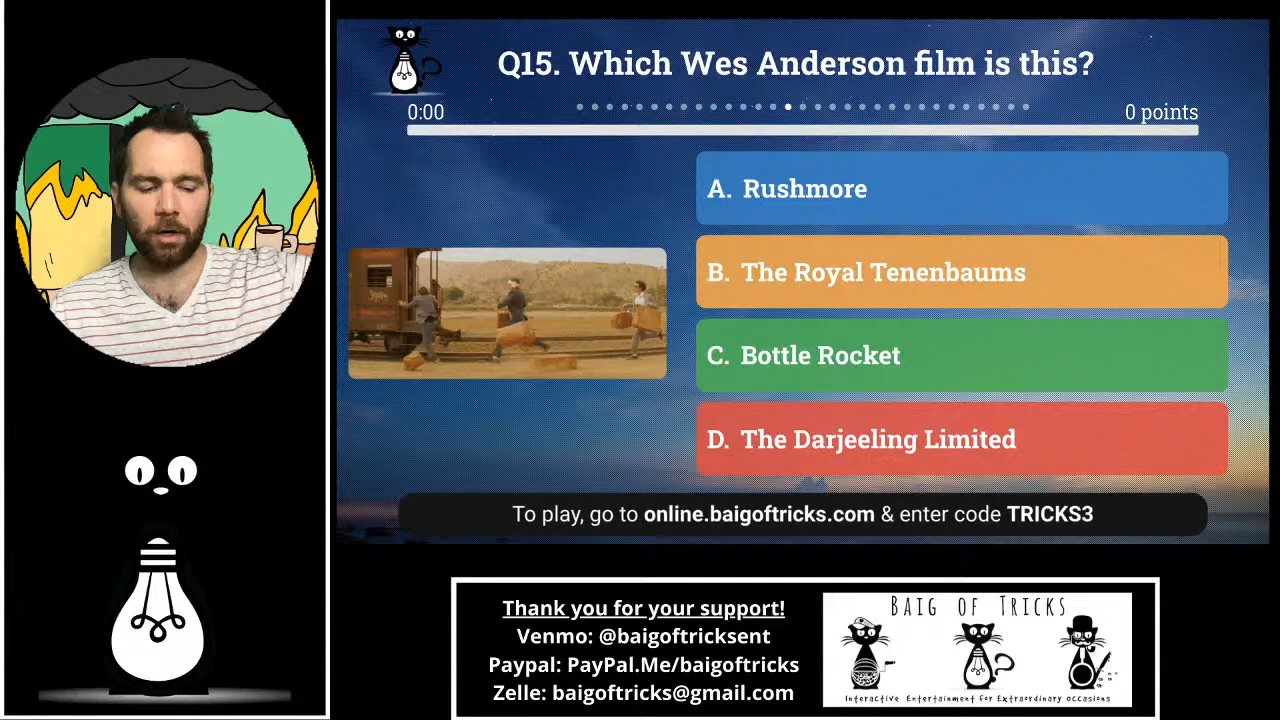 Q15. Which Wes Anderson film is this?
0:00
0 points
A. Rushmore
B. The Royal Tenenbaums
C. Bottle Rocket
D. The Darjeeling Limited
To play, go to online.baigoftricks.com & enter code TRICKS3
Thank you for your support!
Venmo: @baigoftricksent
Paypal: PayPal.Me/baigoftricks
Zelle: baigoftricks@gmail.com
BAIG OF TRICKS
Interactive Entertainment for Extraordinary Occasions